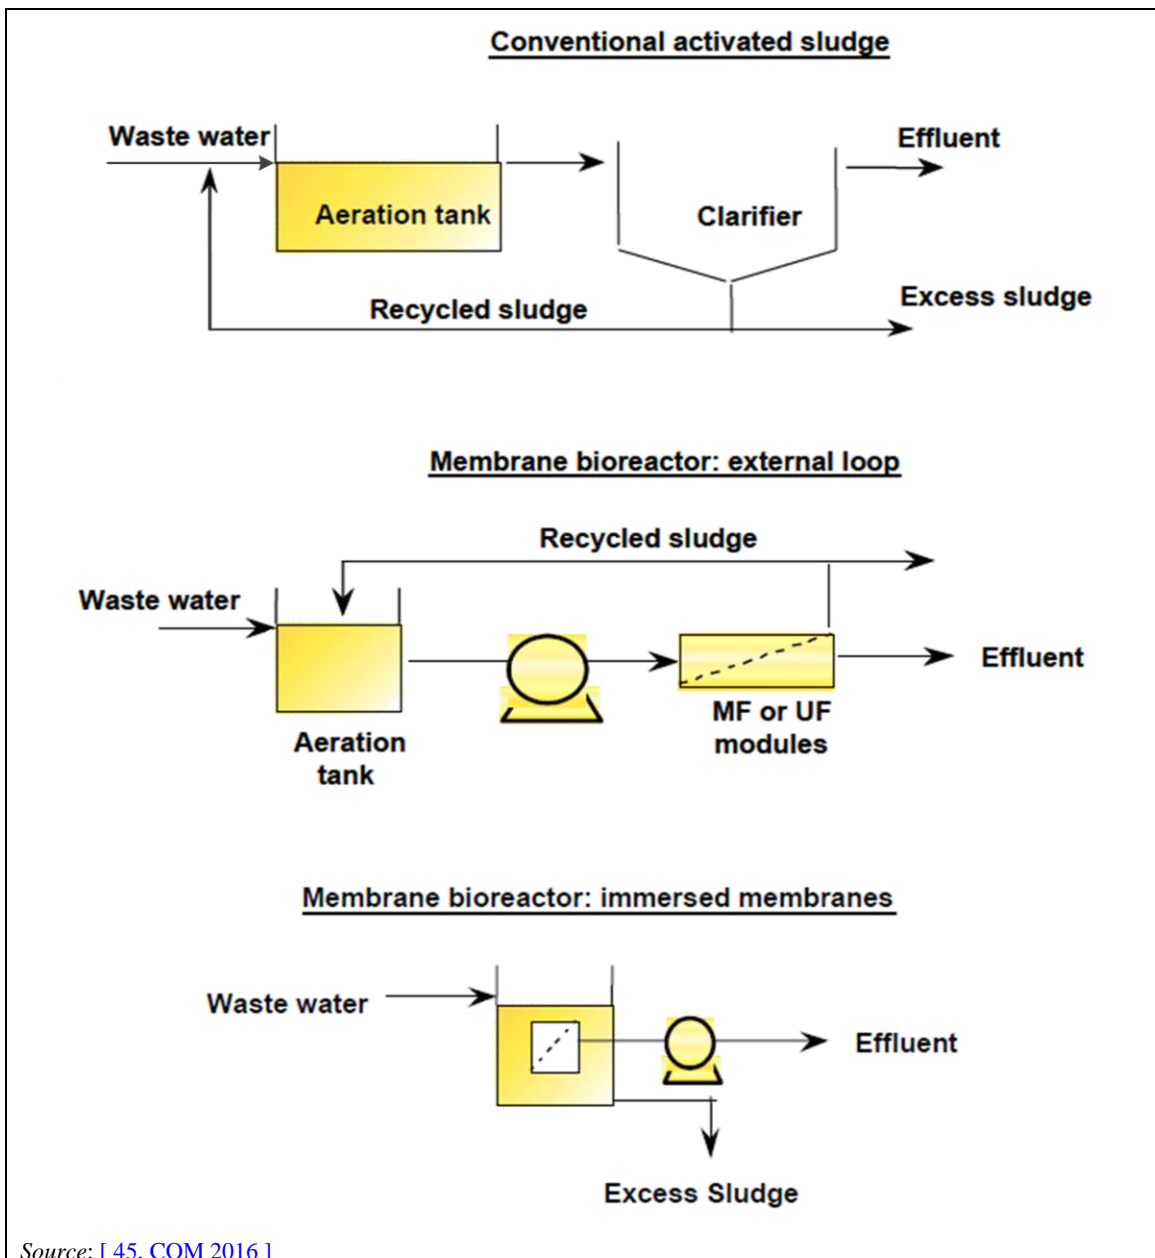 Conventional activated sludge
Waste water
Effluent
Aeration tank
Clarifier
Excess sludge
Recycled sludge
Membrane bioreactor: external loop
Recycled sludge
Waste water
Effluent
MF or UF
modules
Aeration
tank
Membrane bioreactor: immersed membranes
Waste water
Effluent
Excess Sludge
Source: [ 45, COM 2016 ]